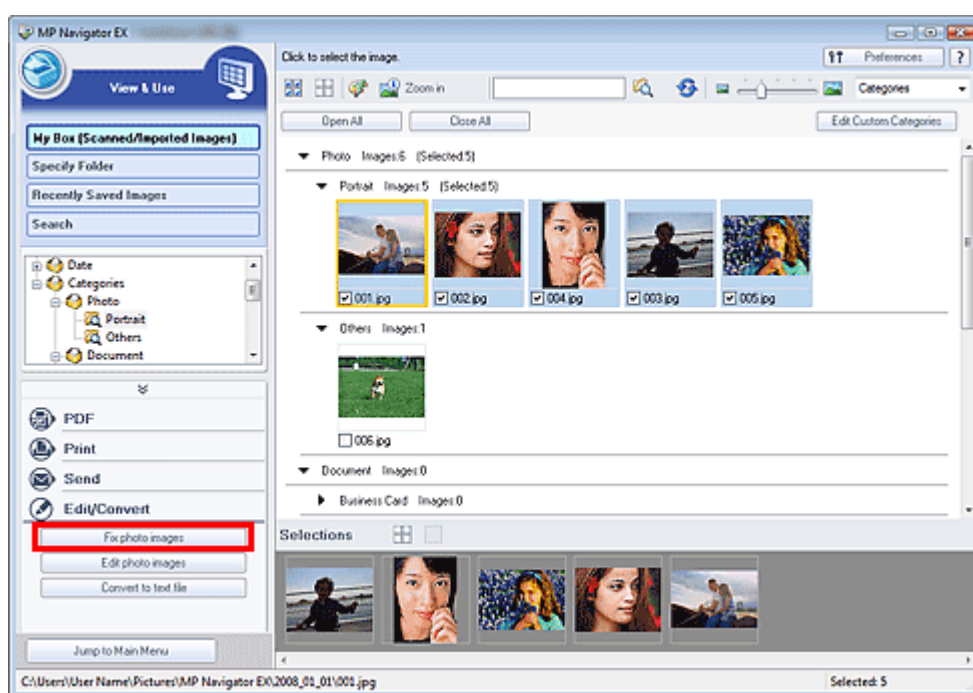 MP Navigator EX
Click to select the image.
Preferences
?
View & Use
Zoom in
Categories
Open All
Close All
Edit Custom Categories
My Box (Scanned/Imported Images)
Specify Folder
Recently Saved Images
Search
Date
Categories
Photo
Portrait
Others
Document
Photo Images:6 (Selected:5)
Portrait Images:5 (Selected:5)
001.jpg
002.jpg
004.jpg
003.jpg
005.jpg
Others Images:1
006.jpg
Document Images:0
Business Card Images:0
PDF
Print
Send
Edit/Convert
Fix photo images
Edit photo images
Convert to text file
Selections
Jump to Main Menu
C:\Users\User Name\Pictures\MP Navigator EX\2008_01_01\001.jpg
Selected: 5